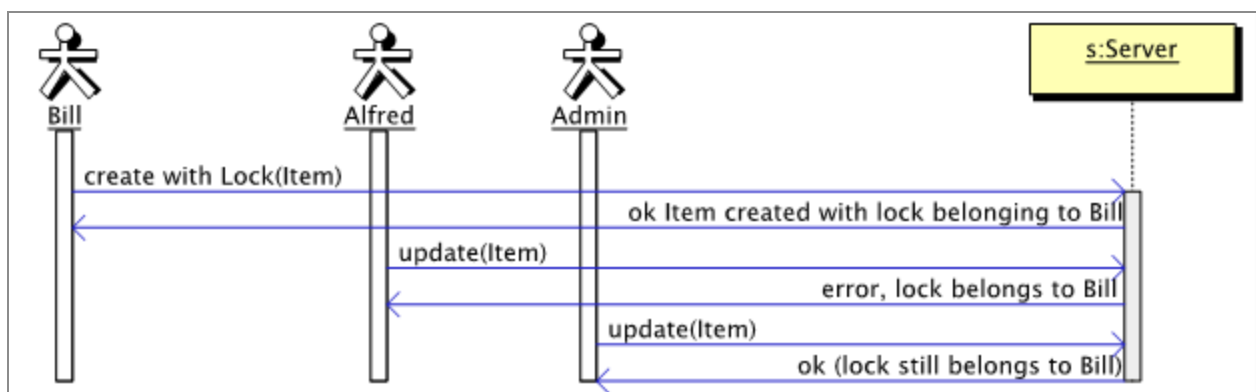 Bill
Alfred
Admin
s:Server
create with Lock(Item)
ok Item created with lock belonging to Bill
update(Item)
error, lock belongs to Bill
update(Item)
ok (lock still belongs to Bill)